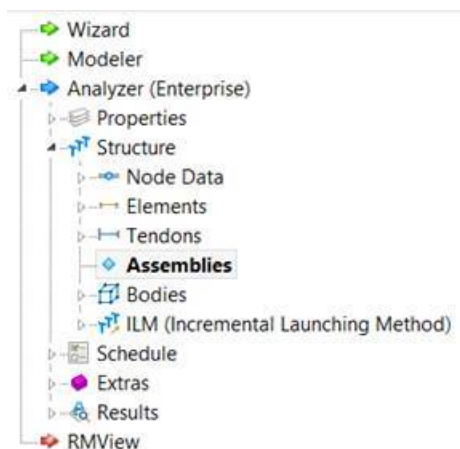 Wizard
Modeler
Analyzer (Enterprise)
Properties
Structure
Node Data
Elements
Tendons
Assemblies
Bodies
ILM (Incremental Launching Method)
Schedule
Extras
Results
RMView